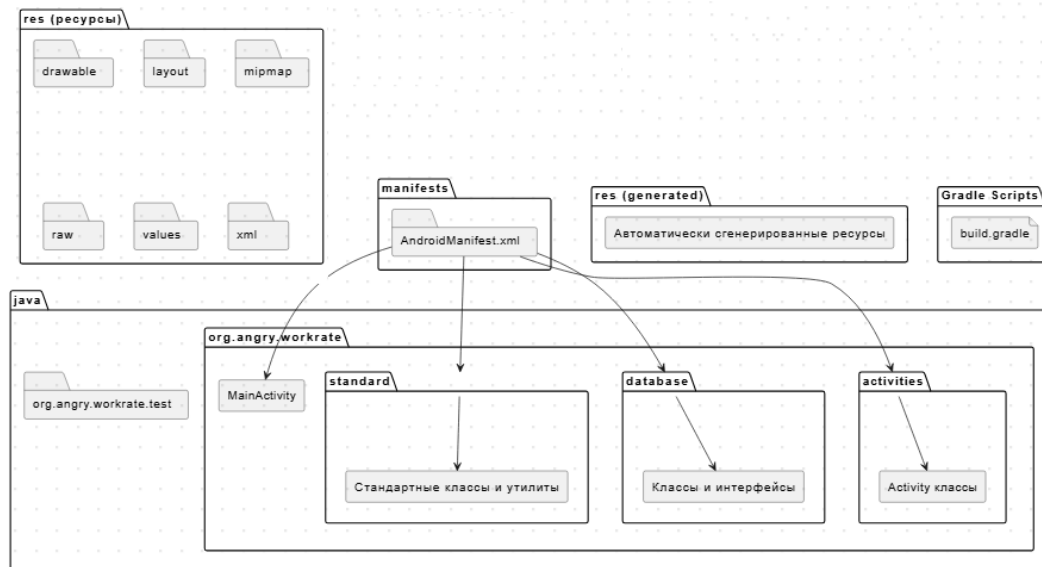 res (ресурсы)
drawable
layout
mipmap
raw
values
xml
manifests
AndroidManifest.xml
res (generated)
Автоматически сгенерированные ресурсы
Gradle Scripts
build.gradle
java
org.angry.workrate.test
org.angry.workrate
MainActivity
standard
Стандартные классы и утилиты
database
Классы и интерфейсы
activities
Activity классы